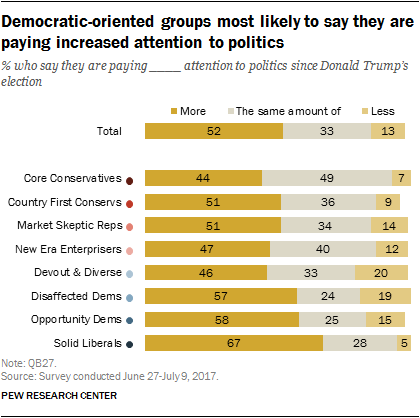 Democratic-oriented groups most likely to say they are
paying increased attention to politics
% who say they are paying _____ attention to politics since Donald Trump's
election
More The same amount of Less
Total 52 33 13
Core Conservatives 44 49 7
Country First Conservs 51 36 9
Market Skeptic Reps 51 34 14
New Era Enterprisers 47 40 12
Devout & Diverse 46 33 20
Disaffected Dems 57 24 19
Opportunity Dems 58 25 15
Solid Liberals 67 28 5
Note: QB27.
Source: Survey conducted June 27-July 9, 2017.
PEW RESEARCH CENTER